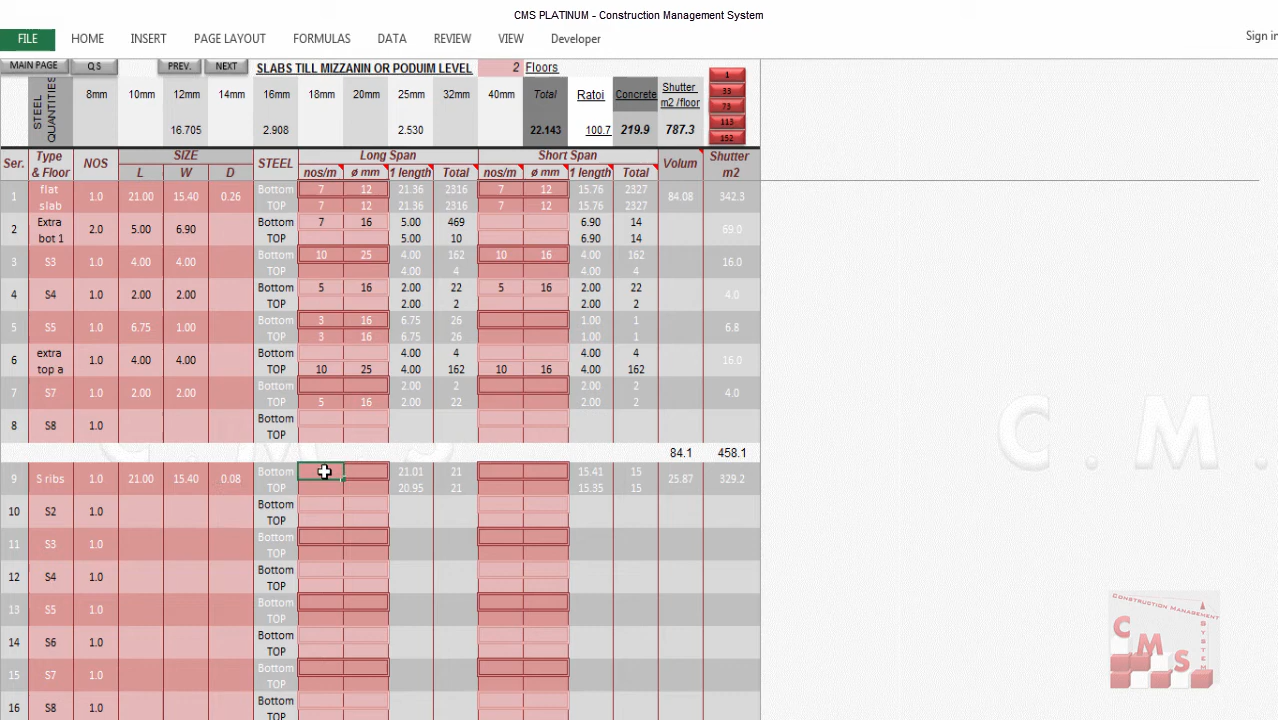 CMS PLATINUM - Construction Management System
FILE HOME INSERT PAGE LAYOUT FORMULAS DATA REVIEW VIEW Developer Sign in
MAIN PAGE Q S PREV. NEXT SLABS TILL MIZZANIN OR PODUIM LEVEL 2 Floors
STEEL QUANTITIES 8mm 10mm 12mm 14mm 16mm 18mm 20mm 25mm 32mm 40mm Total Ratoi Concrete Shutter m2 /floor
16.705 2.908 2.530 22.143 100.7 219.9 787.3
1
33
73
113
152
Ser. Type & Floor NOS SIZE STEEL Long Span Short Span Volum Shutter m2
L W D nos/m ø mm 1 length Total nos/m ø mm 1 length Total
1 flat slab 1.0 21.00 15.40 0.26 Bottom 7 12 21.36 2316 7 12 15.76 2327 84.08 342.3
TOP 7 12 21.36 2316 7 12 15.76 2327
2 Extra bot 1 2.0 5.00 6.90 Bottom 7 16 5.00 469 6.90 14 69.0
TOP 5.00 10 6.90 14
3 S3 1.0 4.00 4.00 Bottom 10 25 4.00 162 10 16 4.00 162 16.0
TOP 4.00 4 4.00 4
4 S4 1.0 2.00 2.00 Bottom 5 16 2.00 22 5 16 2.00 22 4.0
TOP 2.00 2 2.00 2
5 S5 1.0 6.75 1.00 Bottom 3 16 6.75 26 1.00 1 6.8
TOP 3 16 6.75 26 1.00 1
6 extra top a 1.0 4.00 4.00 Bottom 4.00 4 4.00 4 16.0
TOP 10 25 4.00 162 10 16 4.00 162
7 S7 1.0 2.00 2.00 Bottom 2.00 2 2.00 2 4.0
TOP 5 16 2.00 22 2.00 2
8 S8 1.0 Bottom
TOP
84.1 458.1
9 S ribs 1.0 21.00 15.40 0.08 Bottom 21.01 21 15.41 15 25.87 329.2
TOP 20.95 21 15.35 15
10 S2 1.0 Bottom
TOP
11 S3 1.0 Bottom
TOP
12 S4 1.0 Bottom
TOP
13 S5 1.0 Bottom
TOP
14 S6 1.0 Bottom
TOP
15 S7 1.0 Bottom
TOP
16 S8 1.0 Bottom
TOP
C . M .
C . M . S
CONSTRUCTION MANAGEMENT SYSTEM
C M S